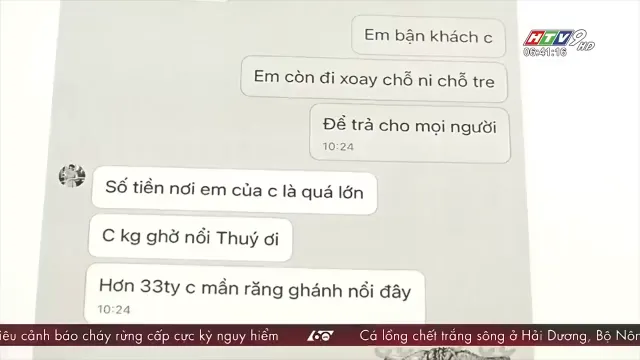 HTV9 HD
06:41:16
Em bận khách c
Em còn đi xoay chỗ ni chỗ tre
Để trả cho mọi người
10:24
Số tiền nơi em của c là quá lớn
C kg ghờ nổi Thuý ơi
Hơn 33ty c mần răng ghánh nổi đây
10:24
iêu cảnh báo cháy rừng cấp cực kỳ nguy hiểm
Cá lồng chết trắng sông ở Hải Dương, Bộ Nôn